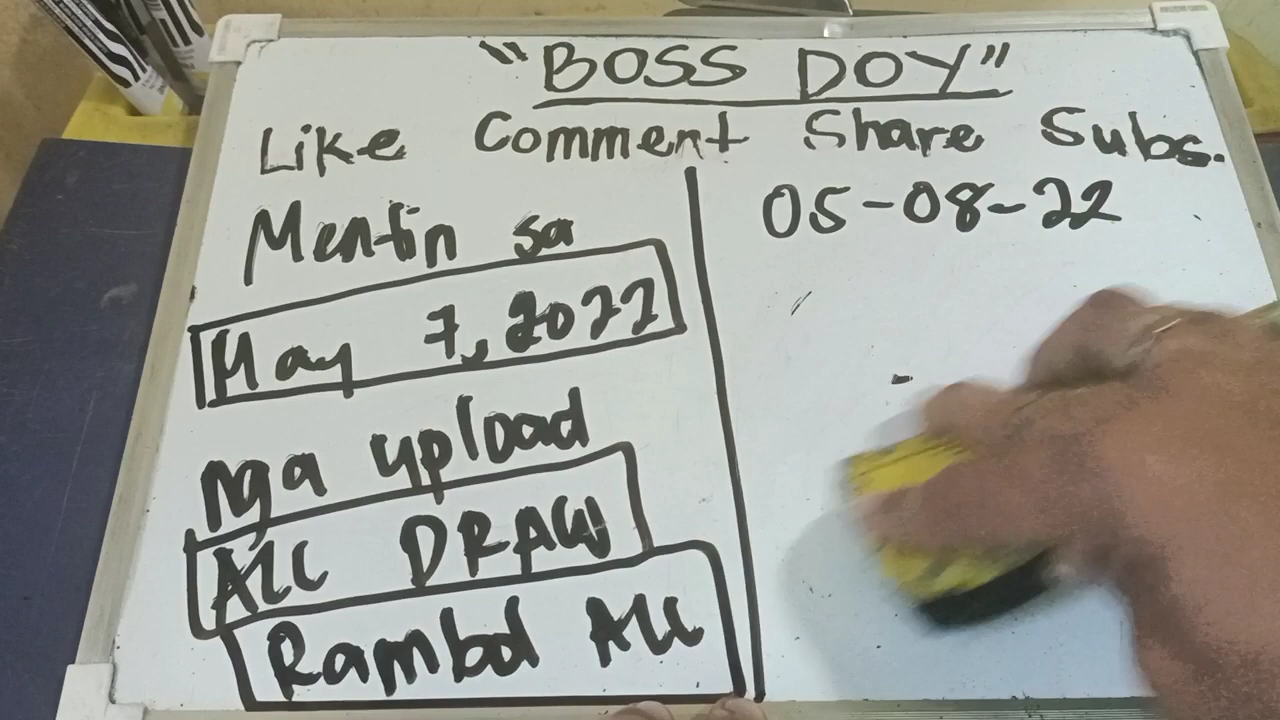 "BOSS DOY"
Like Comment Share Subs.
Mentin sa
May 7, 2022
nga upload
ALL DRAW
Rambol ALL
05-08-22